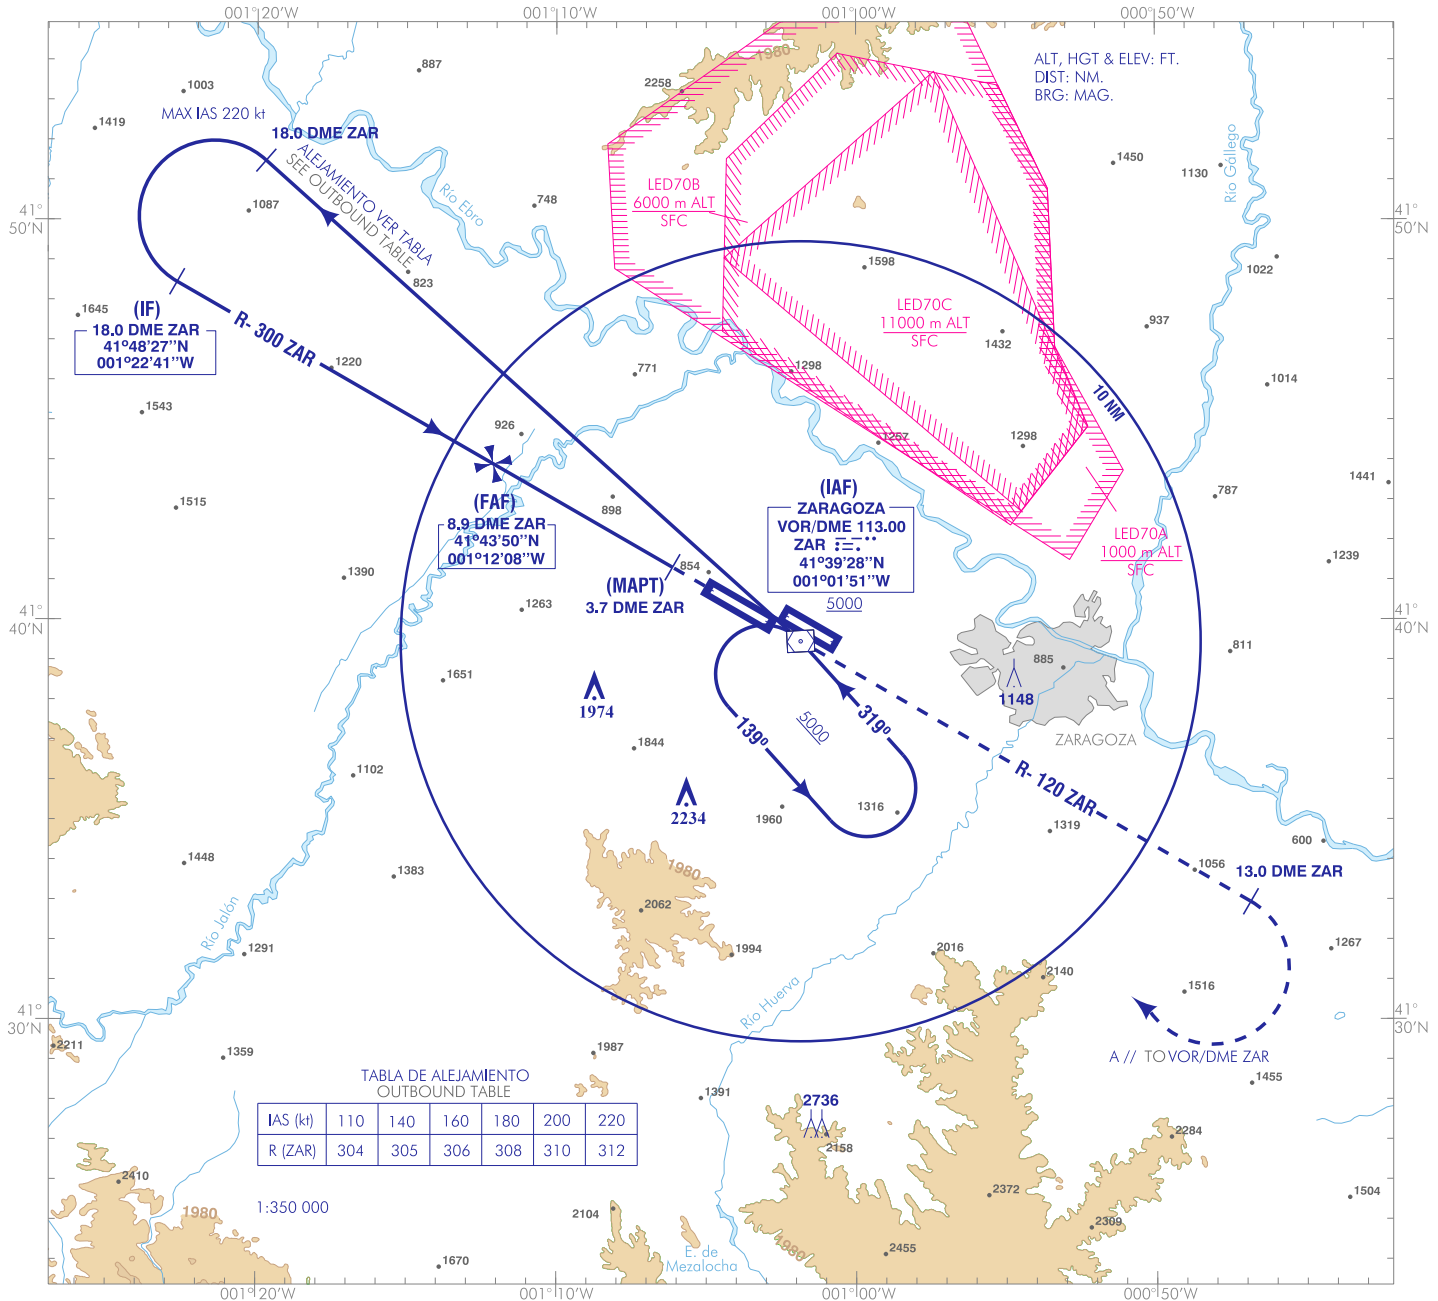 001°20'W
001°10'W
001°00'W
000°50'W
ALT, HGT & ELEV: FT.
DIST: NM.
BRG: MAG.
887
1003
2258
1980
MAX IAS 220 kt
1419
18.0 DME ZAR
ALEJAMIENTO VER TABLA
SEE OUTBOUND TABLE
1450
1130
Río Gállego
Río Ebro
LED70B
6000 m ALT
SFC
1087
748
41°
50'N
41°
50'N
823
1598
1022
(IF)
18.0 DME ZAR
41°48'27''N
001°22'41''W
1645
R- 300 ZAR
LED70C
11000 m ALT
SFC
1432
937
1220
771
1298
1014
10 NM
1543
926
1257
1298
1441
1515
(FAF)
8.9 DME ZAR
41°43'50''N
001°12'08''W
898
(IAF)
ZARAGOZA
VOR/DME 113.00
ZAR
41°39'28''N
001°01'51''W
5000
787
LED70A
1000 m ALT
SFC
1239
1390
854
(MAPT)
3.7 DME ZAR
1263
41°
40'N
41°
40'N
811
885
1651
1148
1974
139º
5000
319º
ZARAGOZA
1844
1102
R- 120 ZAR
2234
1960
1316
1319
600
1448
1383
1980
1056
13.0 DME ZAR
2062
Río Jalón
1291
1994
2016
2140
1267
1516
Río Huerva
41°
30'N
41°
30'N
2211
1359
1987
A // TO VOR/DME ZAR
1455
TABLA DE ALEJAMIENTO
OUTBOUND TABLE
IAS (kt) 110 140 160 180 200 220
R (ZAR) 304 305 306 308 310 312
1391
2736
2158
2284
2410
2372
1504
1980
1:350 000
2104
2309
1980
2455
E. de
Mezalocha
1670
001°20'W
001°10'W
001°00'W
000°50'W